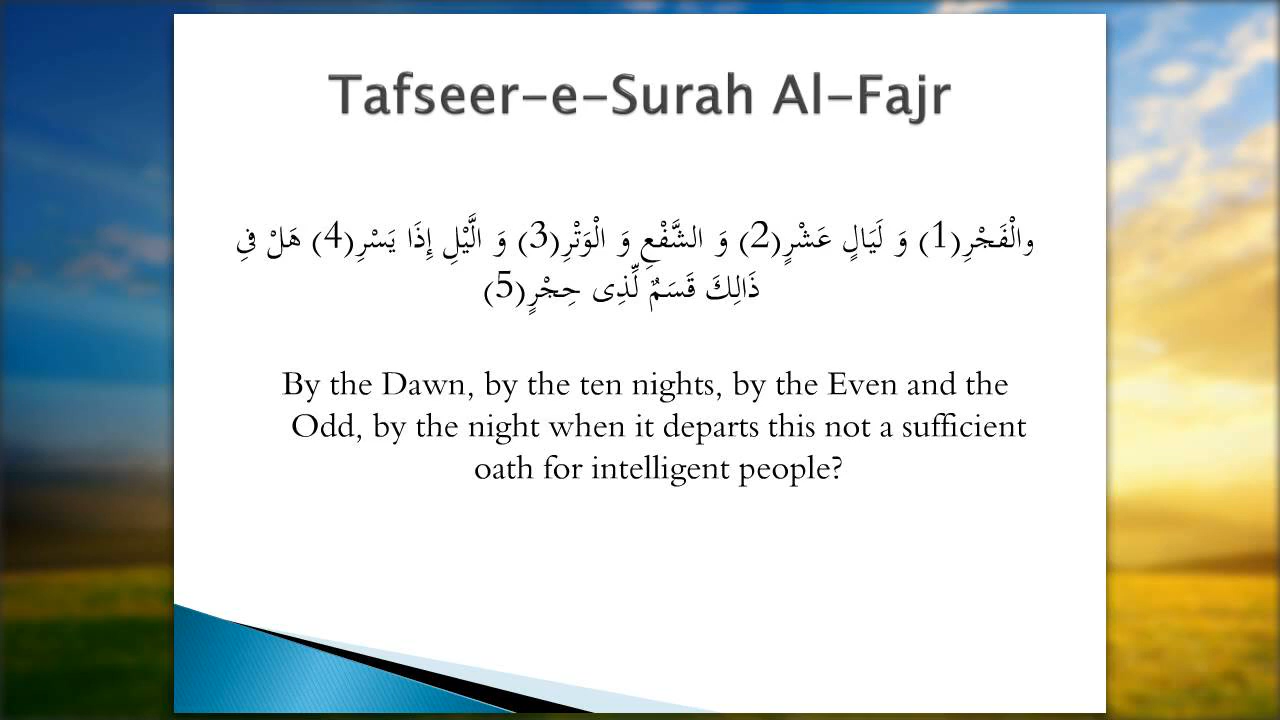 Tafseer-e-Surah Al-Fajr
والْفَجْرِ(1) وَ لَيَالٍ عَشْرٍ(2) وَ الشَّفْعِ وَ الْوَتْرِ(3) وَ الَّيْلِ إِذَا يَسْرِ(4) هَلْ فِى
ذَالِكَ قَسَمٌ لِّذِى حِجْرٍ(5)
By the Dawn, by the ten nights, by the Even and the
Odd, by the night when it departs this not a sufficient
oath for intelligent people?